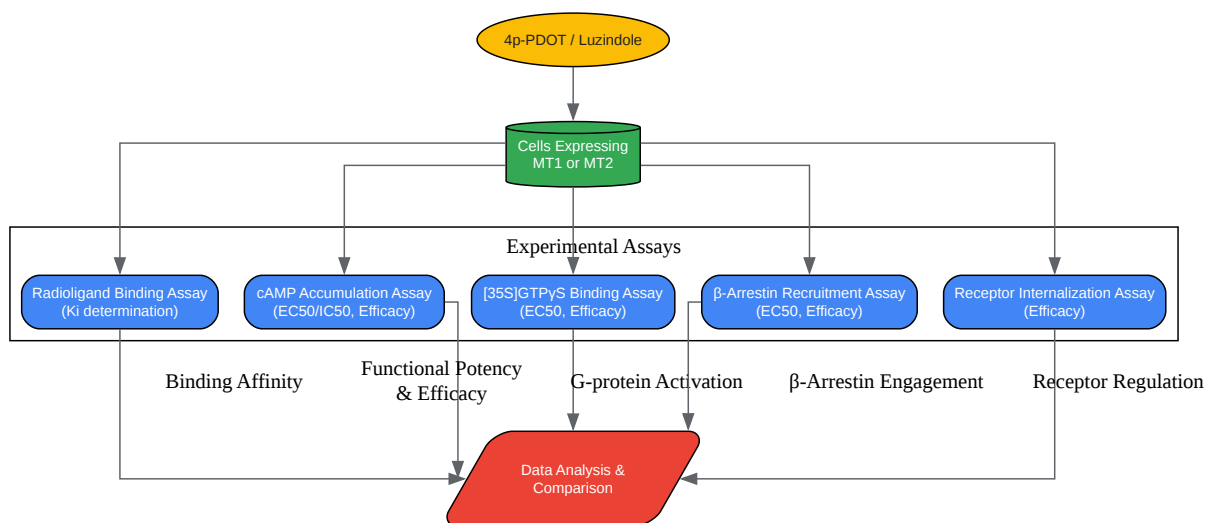 4p-PDOT / Luzindole
Cells Expressing
MT1 or MT2
Experimental Assays
Radioligand Binding Assay
(Ki determination)
cAMP Accumulation Assay
(EC50/IC50, Efficacy)
[35S]GTPγS Binding Assay
(EC50, Efficacy)
β-Arrestin Recruitment Assay
(EC50, Efficacy)
Receptor Internalization Assay
(Efficacy)
Binding Affinity
Functional Potency
& Efficacy
G-protein Activation
β-Arrestin Engagement
Receptor Regulation
Data Analysis &
Comparison